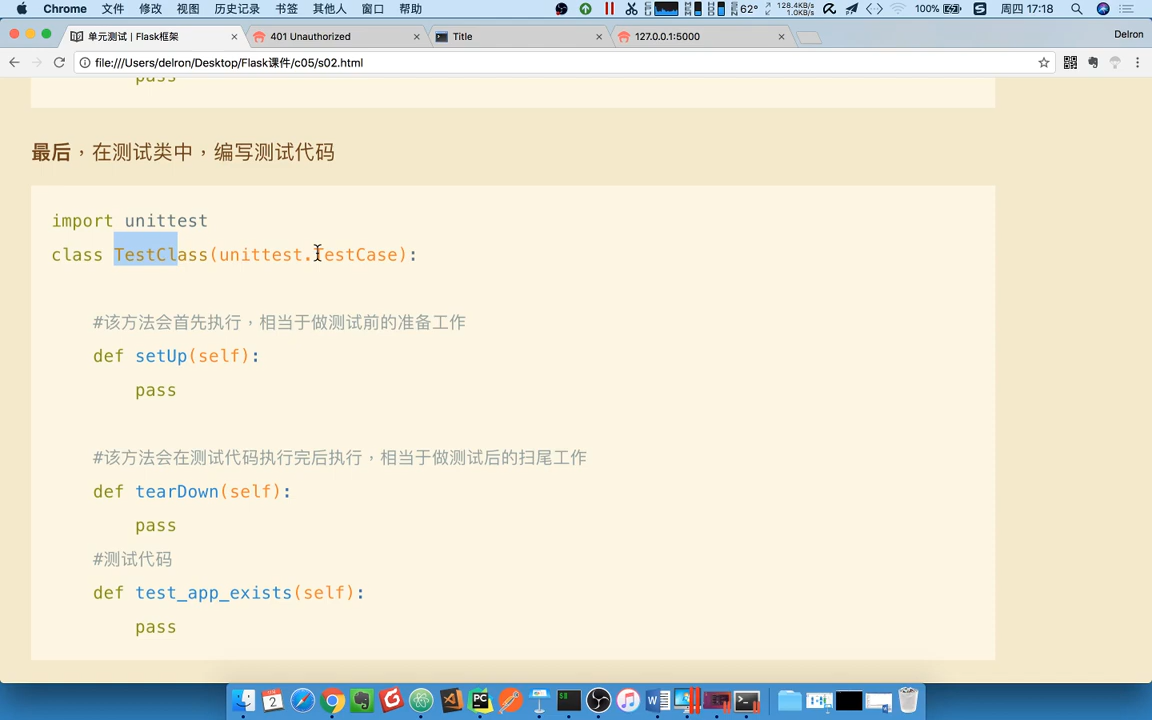 Chrome 文件 修改 视图 历史记录 书签 其他人 窗口 帮助 62° 128.4KB/s 1.0KB/s 100% 周四 17:18
单元测试 | Flask框架 401 Unauthorized Title 127.0.0.1:5000 Delron
file:///Users/delron/Desktop/Flask课件/c05/s02.html
pass
最后，在测试类中，编写测试代码
import unittest
class TestClass(unittest.TestCase):
#该方法会首先执行，相当于做测试前的准备工作
def setUp(self):
pass
#该方法会在测试代码执行完后执行，相当于做测试后的扫尾工作
def tearDown(self):
pass
#测试代码
def test_app_exists(self):
pass